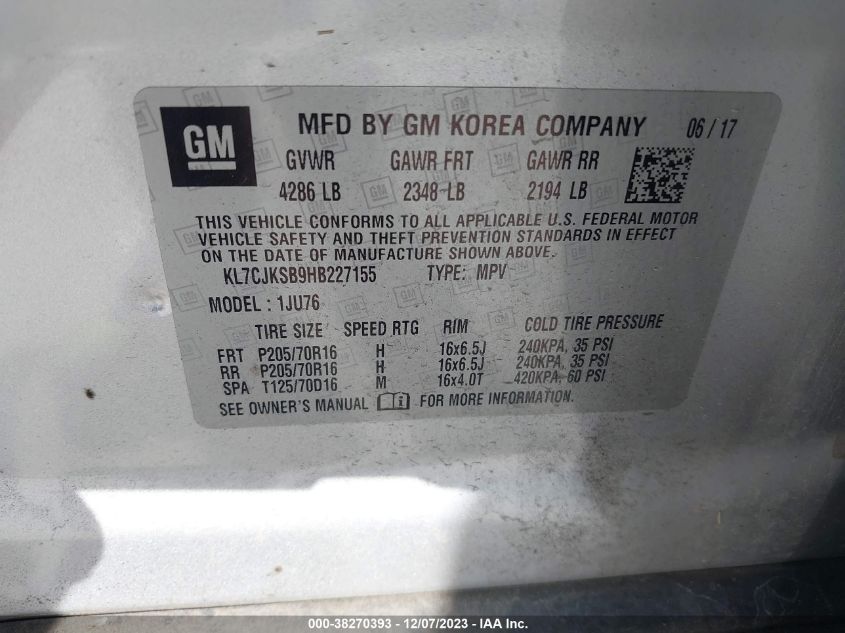 GM
MFD BY GM KOREA COMPANY 06 / 17
GVWR GAWR FRT GAWR RR
4286 LB 2348 LB 2194 LB
THIS VEHICLE CONFORMS TO ALL APPLICABLE U.S. FEDERAL MOTOR
VEHICLE SAFETY AND THEFT PREVENTION STANDARDS IN EFFECT
ON THE DATE OF MANUFACTURE SHOWN ABOVE.
KL7CJKSB9HB227155 TYPE: MPV
MODEL : 1JU76
TIRE SIZE SPEED RTG RIM COLD TIRE PRESSURE
FRT P205/70R16 H 16x6.5J 240KPA, 35 PSI
RR P205/70R16 H 16x6.5J 240KPA, 35 PSI
SPA T125/70D16 M 16x4.0T 420KPA, 60 PSI
SEE OWNER'S MANUAL FOR MORE INFORMATION.
000-38270393 - 12/07/2023 - IAA Inc.